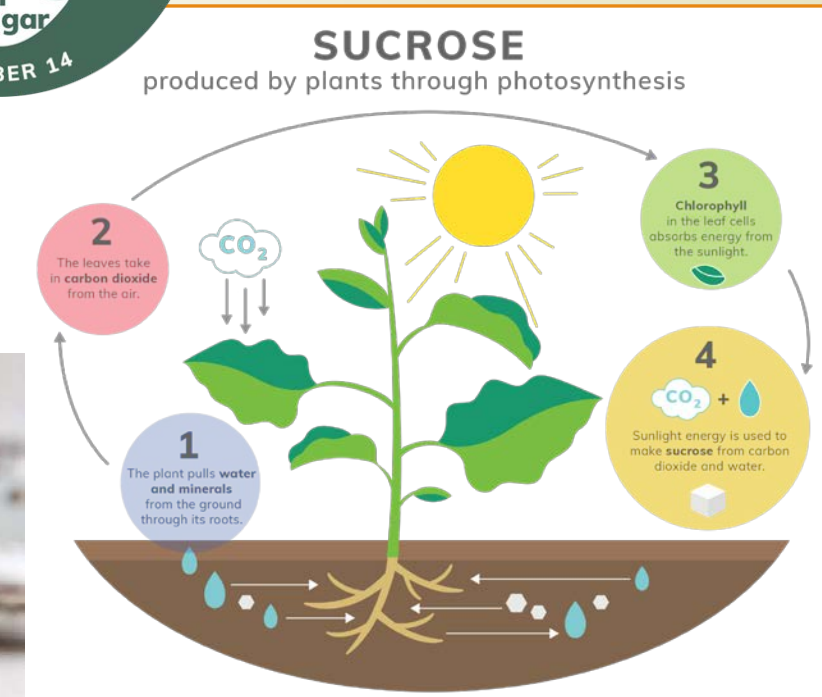 gar
BER 14
SUCROSE
produced by plants through photosynthesis
2
The leaves take
in carbon dioxide
from the air.
CO₂
3
Chlorophyll
in the leaf cells
absorbs energy from
the sunlight.
4
CO₂ +
Sunlight energy is used to
make sucrose from carbon
dioxide and water.
1
The plant pulls water
and minerals
from the ground
through its roots.